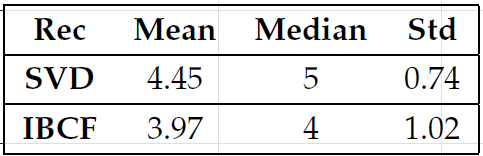 Rec Mean Median Std
SVD 4.45 5 0.74
IBCF 3.97 4 1.02